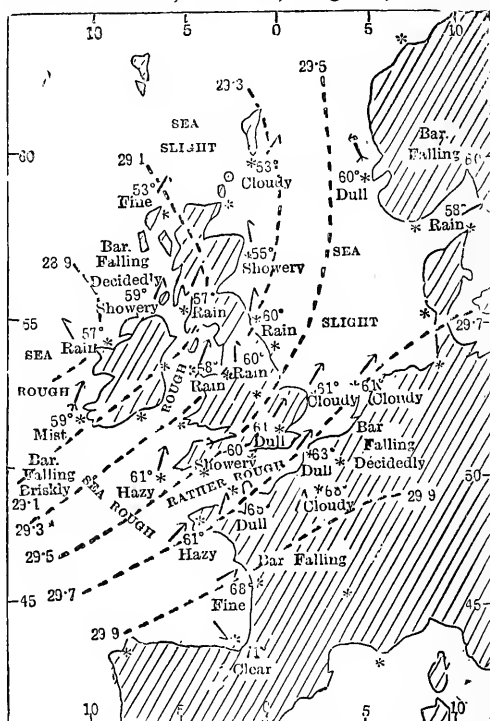 10 5 0 5 10
29.3
29.5
SEA
SLIGHT
Bar.
Falling
60
29.1
53°
Fine
53°
Cloudy
60°
Dull
60
58°
Rain
Bar.
Falling
Decidedly
55°
Showery
SEA
28.9
59°
Showery
57°
Rain
60°
Rain
SLIGHT
55
29.7
57°
Rain
SEA
ROUGH
58°
Rain
60°
Rain
ROUGH
61°
Cloudy
61°
Cloudy
59°
Mist
61
Dull
Bar
Falling
Decidedly
Bar.
Falling
Briskly
60
Showery
63°
Dull
50
SEA ROUGH
61°
Hazy
RATHER ROUGH
Cloudy
29.9
29.1
29.3
Dull
29.5
61°
Hazy
Bar Falling
29.7
45
68°
Fine
45
29.9
Clear
10 5 0 5